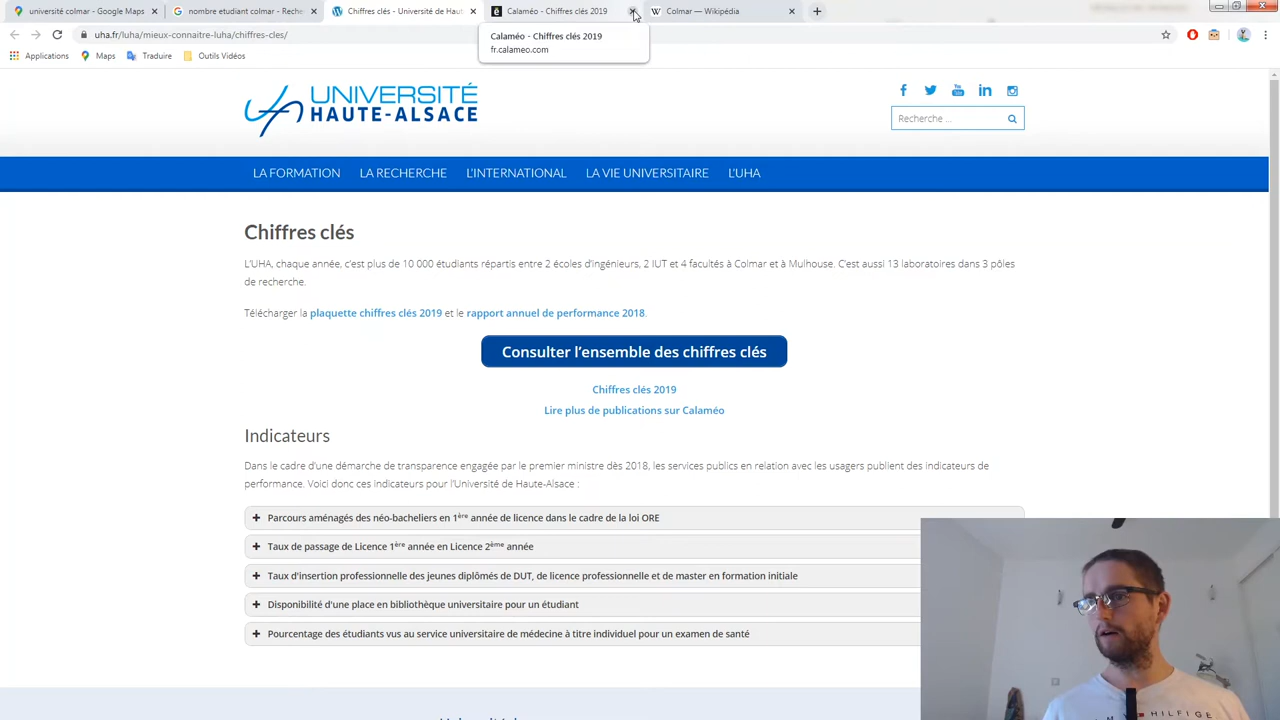 université colmar - Google Maps
nombre etudiant colmar - Reche
Chiffres clés - Université de Haut
Calaméo - Chiffres clés 2019
Colmar — Wikipédia
uha.fr/luha/mieux-connaitre-luha/chiffres-cles/
Calaméo - Chiffres clés 2019
fr.calameo.com
Applications
Maps
Traduire
Outils Vidéos
UNIVERSITÉ
HAUTE-ALSACE
Recherche ...
LA FORMATION
LA RECHERCHE
L'INTERNATIONAL
LA VIE UNIVERSITAIRE
L'UHA
Chiffres clés
L'UHA, chaque année, c'est plus de 10 000 étudiants répartis entre 2 écoles d'ingénieurs, 2 IUT et 4 facultés à Colmar et à Mulhouse. C'est aussi 13 laboratoires dans 3 pôles
de recherche.
Télécharger la plaquette chiffres clés 2019 et le rapport annuel de performance 2018.
Consulter l'ensemble des chiffres clés
Chiffres clés 2019
Lire plus de publications sur Calaméo
Indicateurs
Dans le cadre d'une démarche de transparence engagée par le premier ministre dès 2018, les services publics en relation avec les usagers publient des indicateurs de
performance. Voici donc ces indicateurs pour l'Université de Haute-Alsace :
Parcours aménagés des néo-bacheliers en 1ère année de licence dans le cadre de la loi ORE
Taux de passage de Licence 1ère année en Licence 2ème année
Taux d'insertion professionnelle des jeunes diplômés de DUT, de licence professionnelle et de master en formation initiale
Disponibilité d'une place en bibliothèque universitaire pour un étudiant
Pourcentage des étudiants vus au service universitaire de médecine à titre individuel pour un examen de santé
HILFIGE